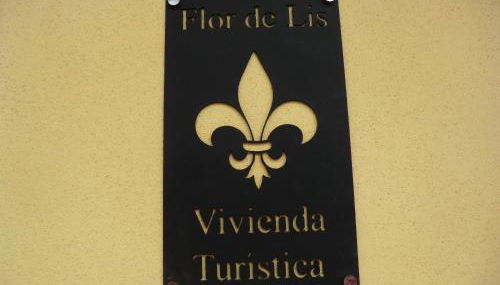 Flor de Lis
Vivienda
Turística